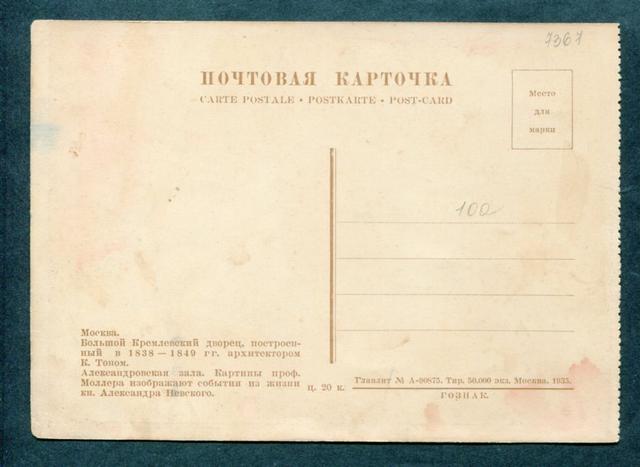 7367
ПОЧТОВАЯ КАРТОЧКА
CARTE POSTALE • POSTKARTE • POST-CARD
Место
для
марки
100
Москва.
Большой Кремлевский дворец, построен-
ный в 1838 — 1849 гг. архитектором
К. Тоном.
Александровская зала. Картины проф.
Моллера изображают события из жизни
кн. Александра Невского.
ц. 20 к.
Главлит № А-90875. Тир. 50.000 экз. Москва. 1935.
ГОЗНАК.